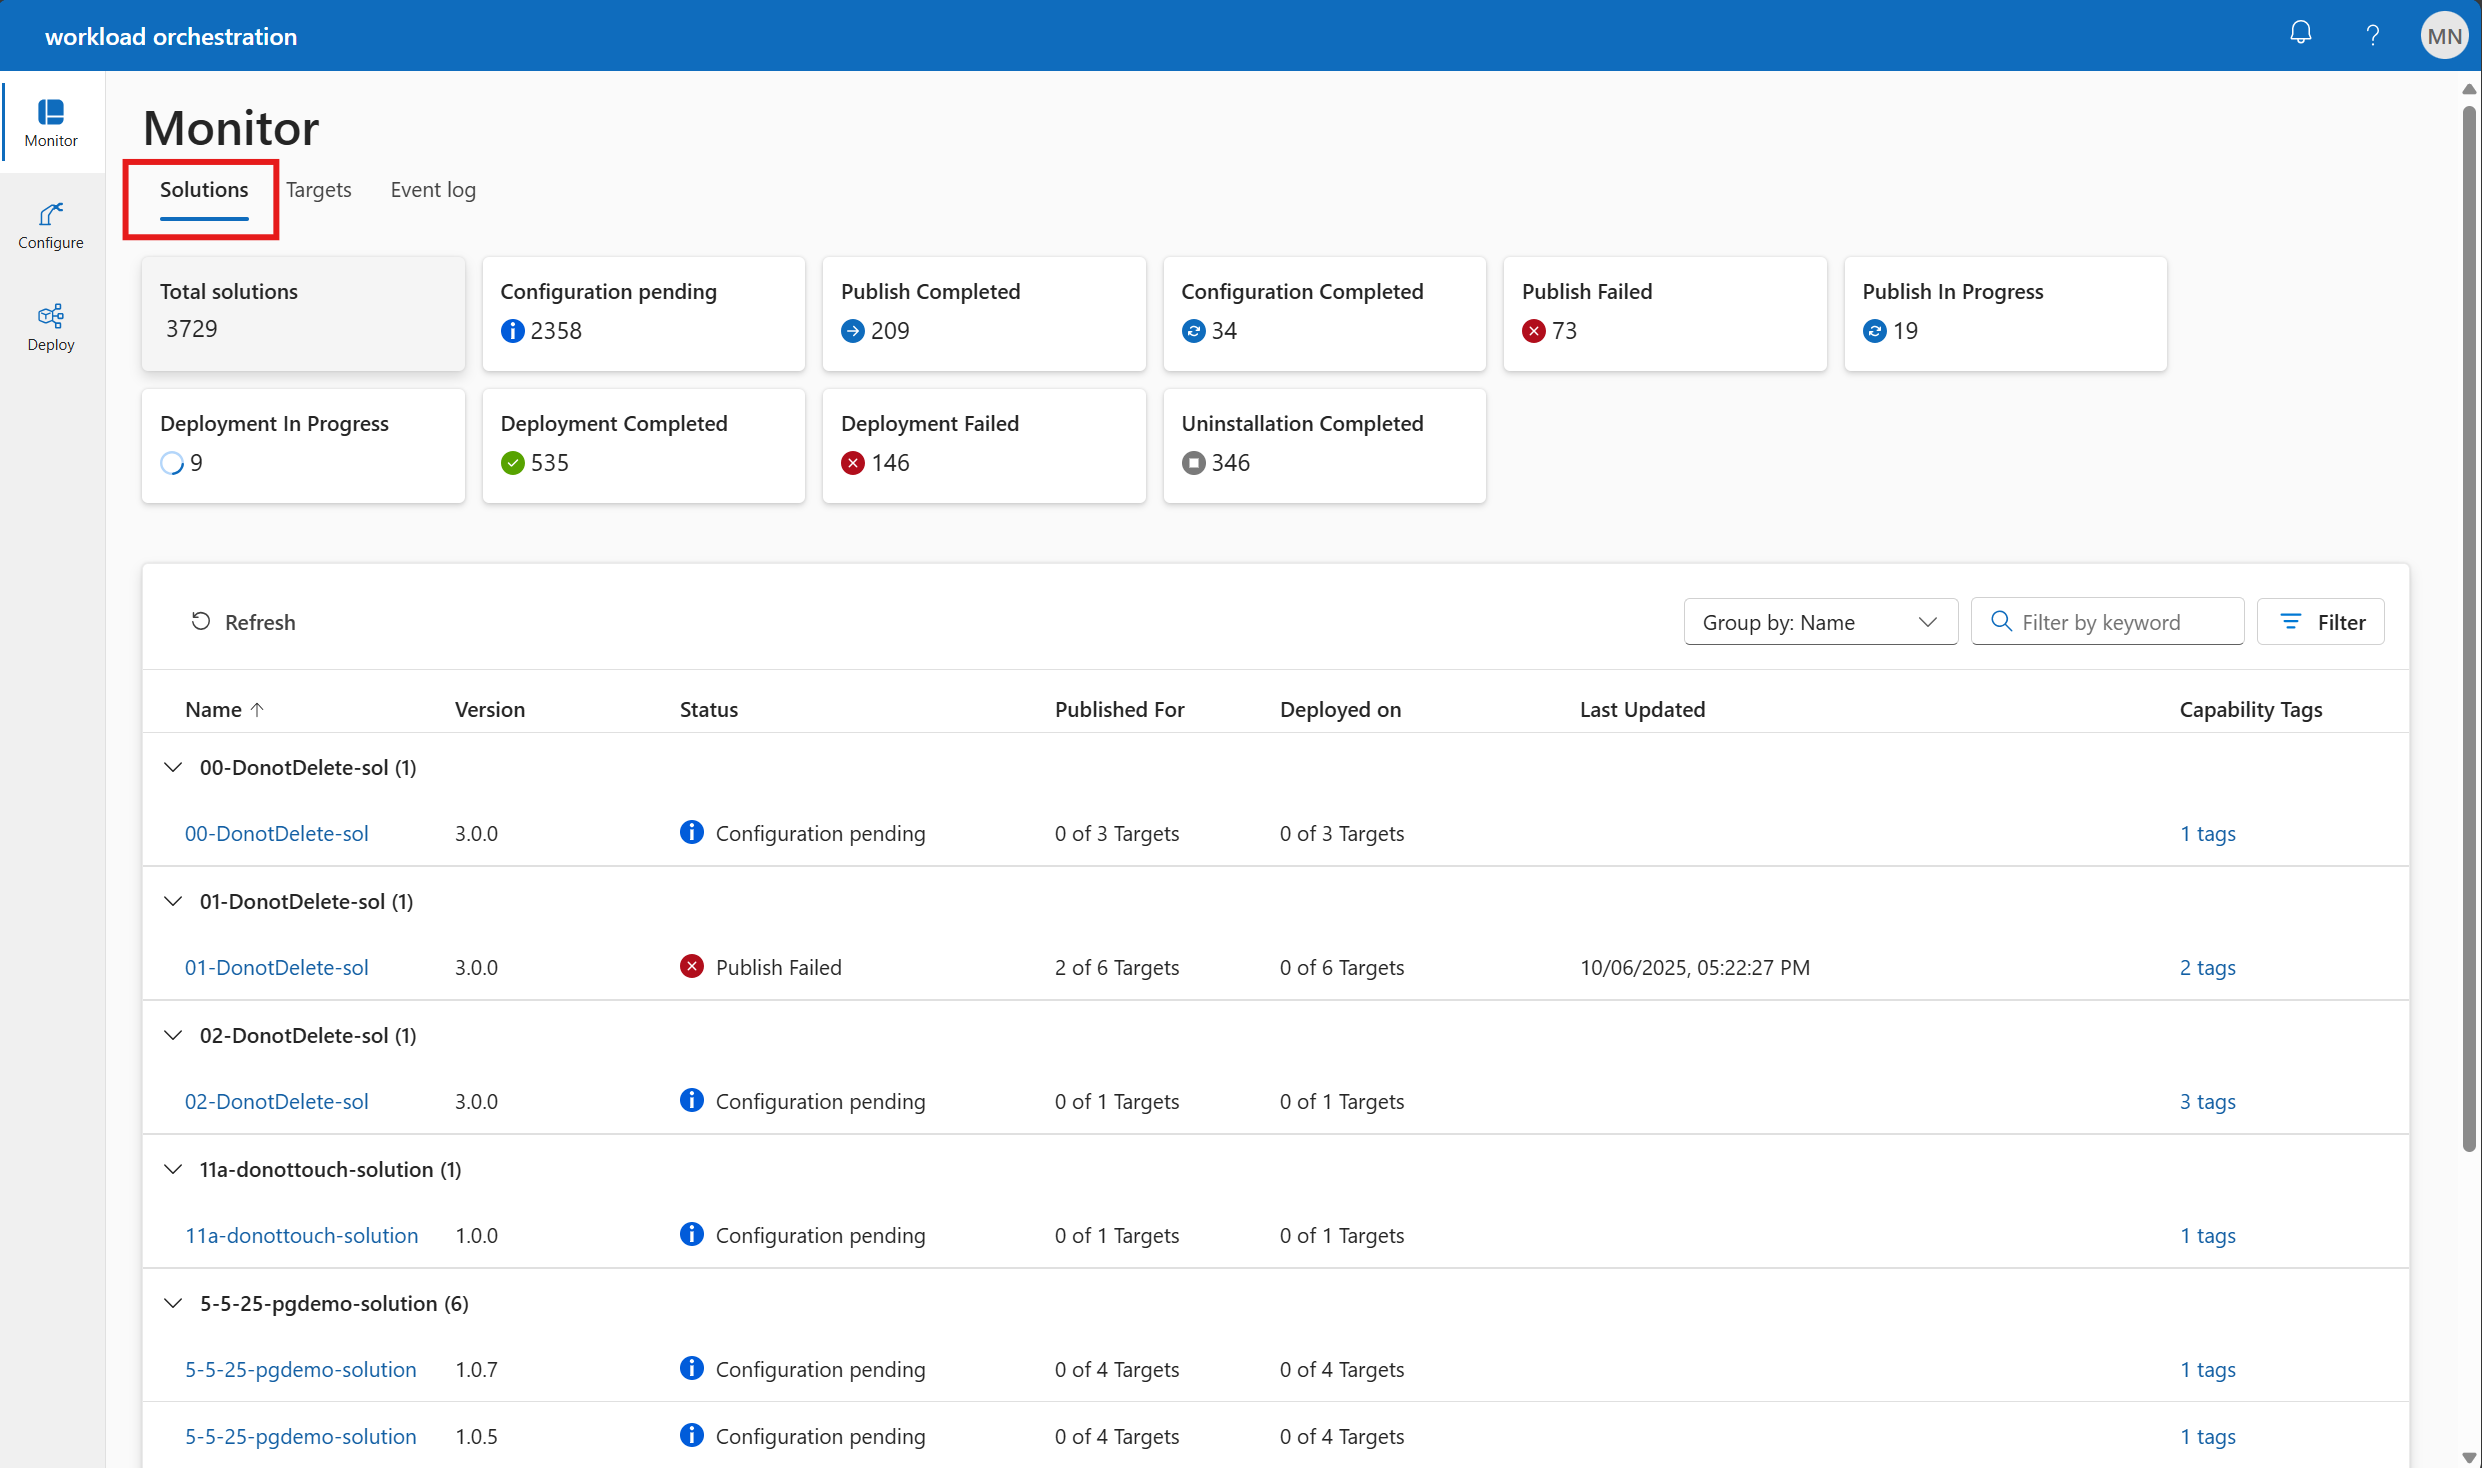 workload orchestration
MN
Monitor
Configure
Deploy
Monitor
Solutions Targets Event log
Total solutions
3729
Configuration pending
2358
Publish Completed
209
Configuration Completed
34
Publish Failed
73
Publish In Progress
19
Deployment In Progress
9
Deployment Completed
535
Deployment Failed
146
Uninstallation Completed
346
Refresh Group by: Name Filter by keyword Filter
Name Version Status Published For Deployed on Last Updated Capability Tags
00-DonotDelete-sol (1)
00-DonotDelete-sol 3.0.0 Configuration pending 0 of 3 Targets 0 of 3 Targets 1 tags
01-DonotDelete-sol (1)
01-DonotDelete-sol 3.0.0 Publish Failed 2 of 6 Targets 0 of 6 Targets 10/06/2025, 05:22:27 PM 2 tags
02-DonotDelete-sol (1)
02-DonotDelete-sol 3.0.0 Configuration pending 0 of 1 Targets 0 of 1 Targets 3 tags
11a-donottouch-solution (1)
11a-donottouch-solution 1.0.0 Configuration pending 0 of 1 Targets 0 of 1 Targets 1 tags
5-5-25-pgdemo-solution (6)
5-5-25-pgdemo-solution 1.0.7 Configuration pending 0 of 4 Targets 0 of 4 Targets 1 tags
5-5-25-pgdemo-solution 1.0.5 Configuration pending 0 of 4 Targets 0 of 4 Targets 1 tags